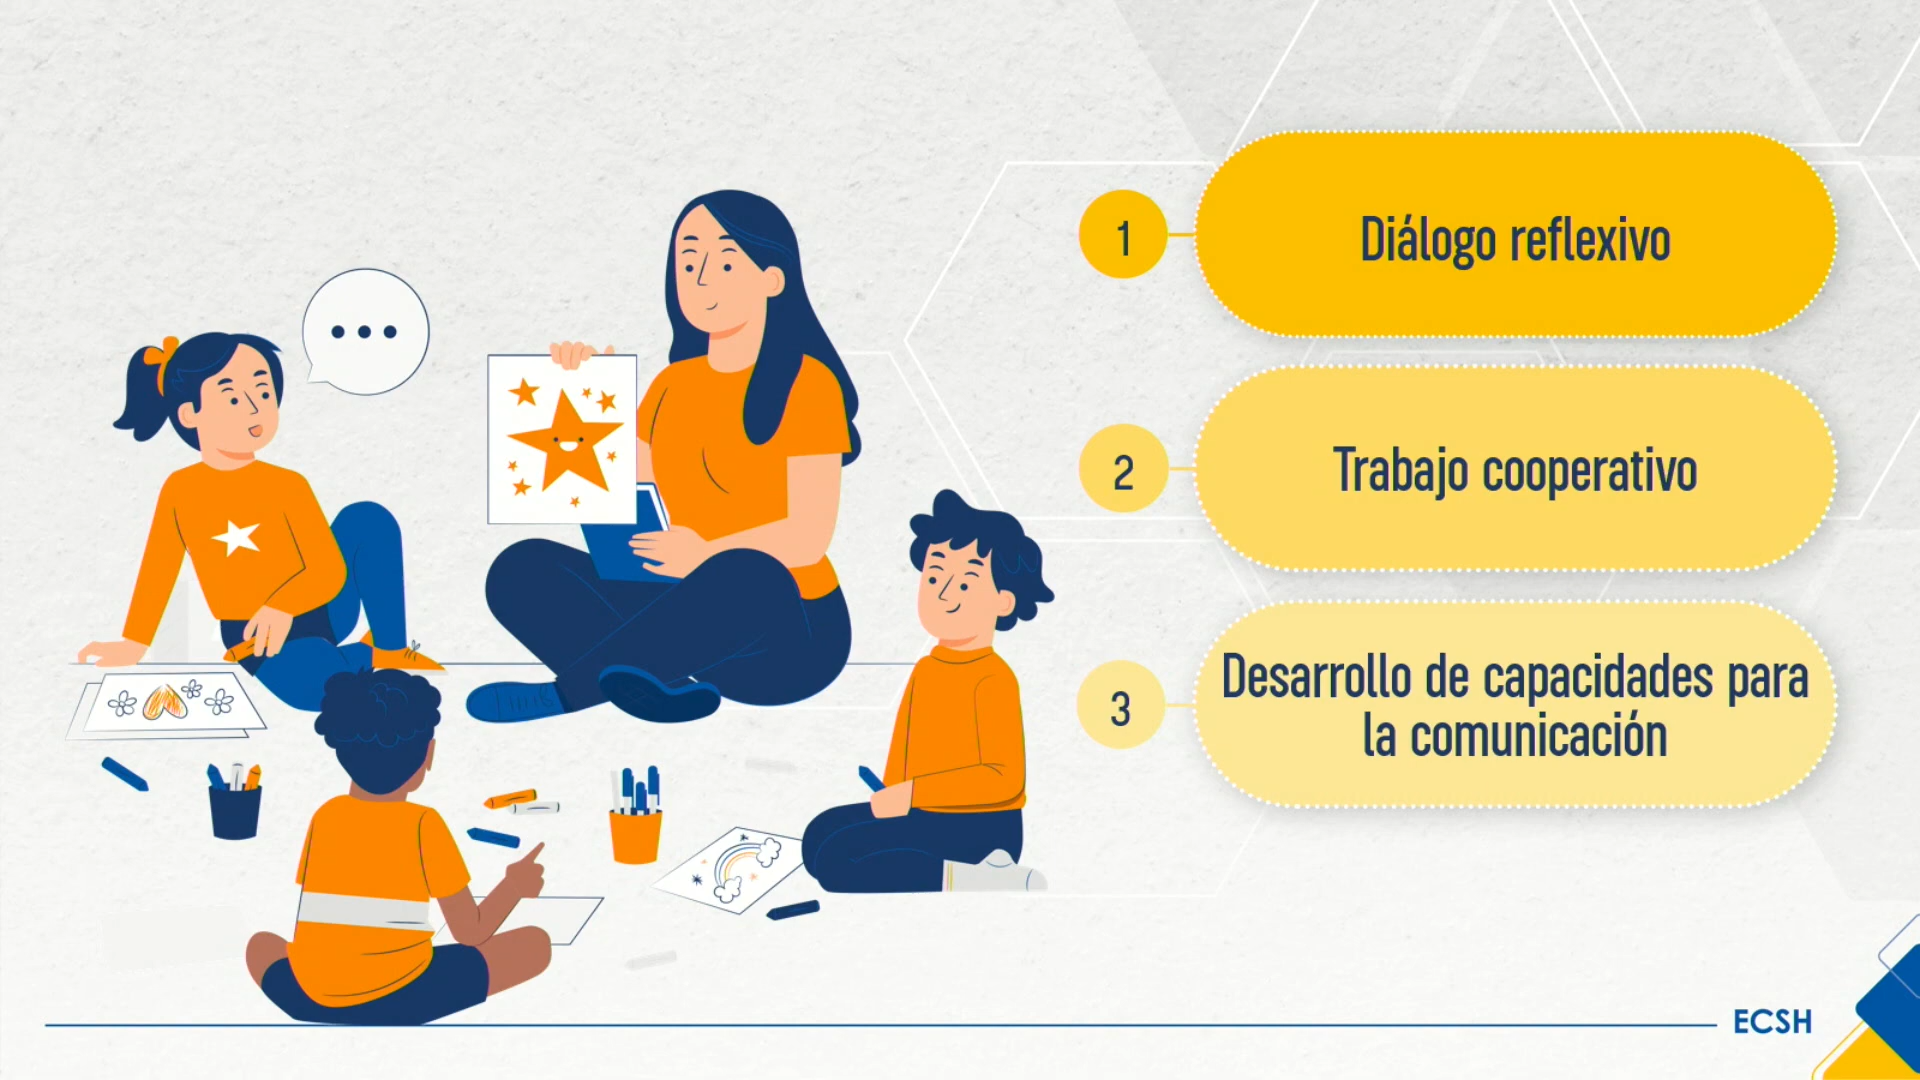 1
Diálogo reflexivo
2
Trabajo cooperativo
3
Desarrollo de capacidades para
la comunicación
ECSH